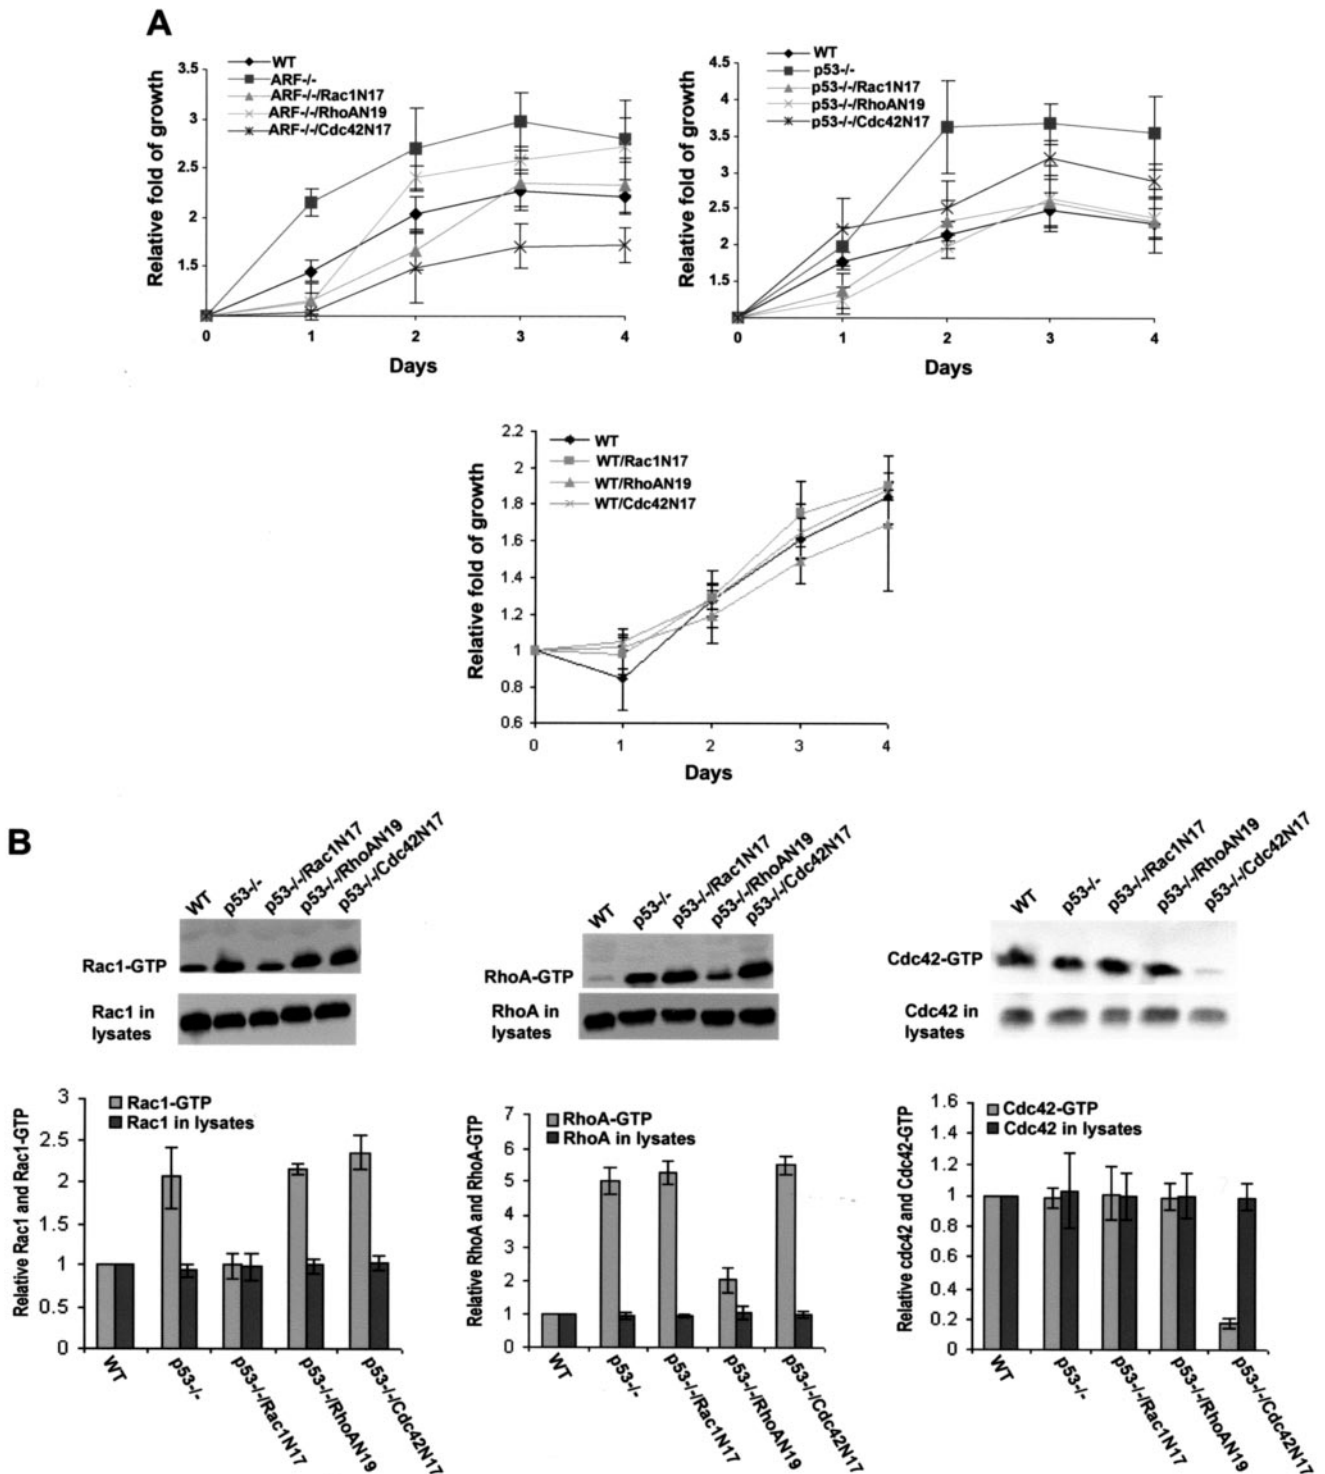 A
WT
ARF-/-
ARF-/-/Rac1N17
ARF-/-/RhoAN19
ARF-/-/Cdc42N17
Relative fold of growth
3.5
3
2.5
2
1.5
0 1 2 3 4
Days
WT
p53-/-
p53-/-/Rac1N17
p53-/-/RhoAN19
p53-/-/Cdc42N17
Relative fold of growth
4.5
4
3.5
3
2.5
2
1.5
0 1 2 3 4
Days
WT
WT/Rac1N17
WT/RhoAN19
WT/Cdc42N17
Relative fold of growth
2.2
2
1.8
1.6
1.4
1.2
1
0.8
0.6
0 1 2 3 4
Days
B
WT p53-/- p53-/-/Rac1N17 p53-/-/RhoAN19 p53-/-/Cdc42N17
Rac1-GTP
Rac1 in
lysates
WT p53-/- p53-/-/Rac1N17 p53-/-/RhoAN19 p53-/-/Cdc42N17
RhoA-GTP
RhoA in
lysates
WT p53-/- p53-/-/Rac1N17 p53-/-/RhoAN19 p53-/-/Cdc42N17
Cdc42-GTP
Cdc42 in
lysates
Relative Rac1 and Rac1-GTP
3
2.5
2
1.5
1
0.5
0
Rac1-GTP
Rac1 in lysates
WT p53-/- p53-/-/Rac1N17 p53-/-/RhoAN19 p53-/-/Cdc42N17
Relative RhoA and RhoA-GTP
7
6
5
4
3
2
1
0
RhoA-GTP
RhoA in lysates
WT p53-/- p53-/-/Rac1N17 p53-/-/RhoAN19 p53-/-/Cdc42N17
Relative cdc42 and Cdc42-GTP
1.6
1.4
1.2
1
0.8
0.6
0.4
0.2
0
Cdc42-GTP
Cdc42 in lysates
WT p53-/- p53-/-/Rac1N17 p53-/-/RhoAN19 p53-/-/Cdc42N17